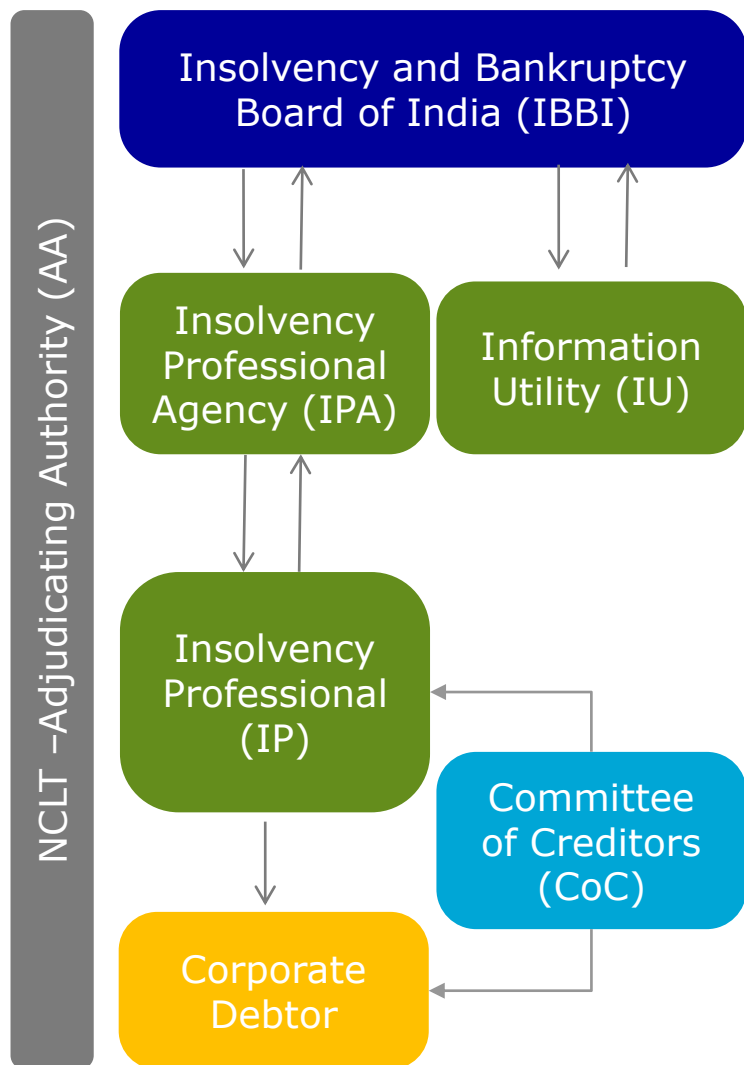 NCLT –Adjudicating Authority (AA)
Insolvency and Bankruptcy
Board of India (IBBI)
Insolvency
Professional
Agency (IPA)
Information
Utility (IU)
Insolvency
Professional
(IP)
Committee
of Creditors
(CoC)
Corporate
Debtor